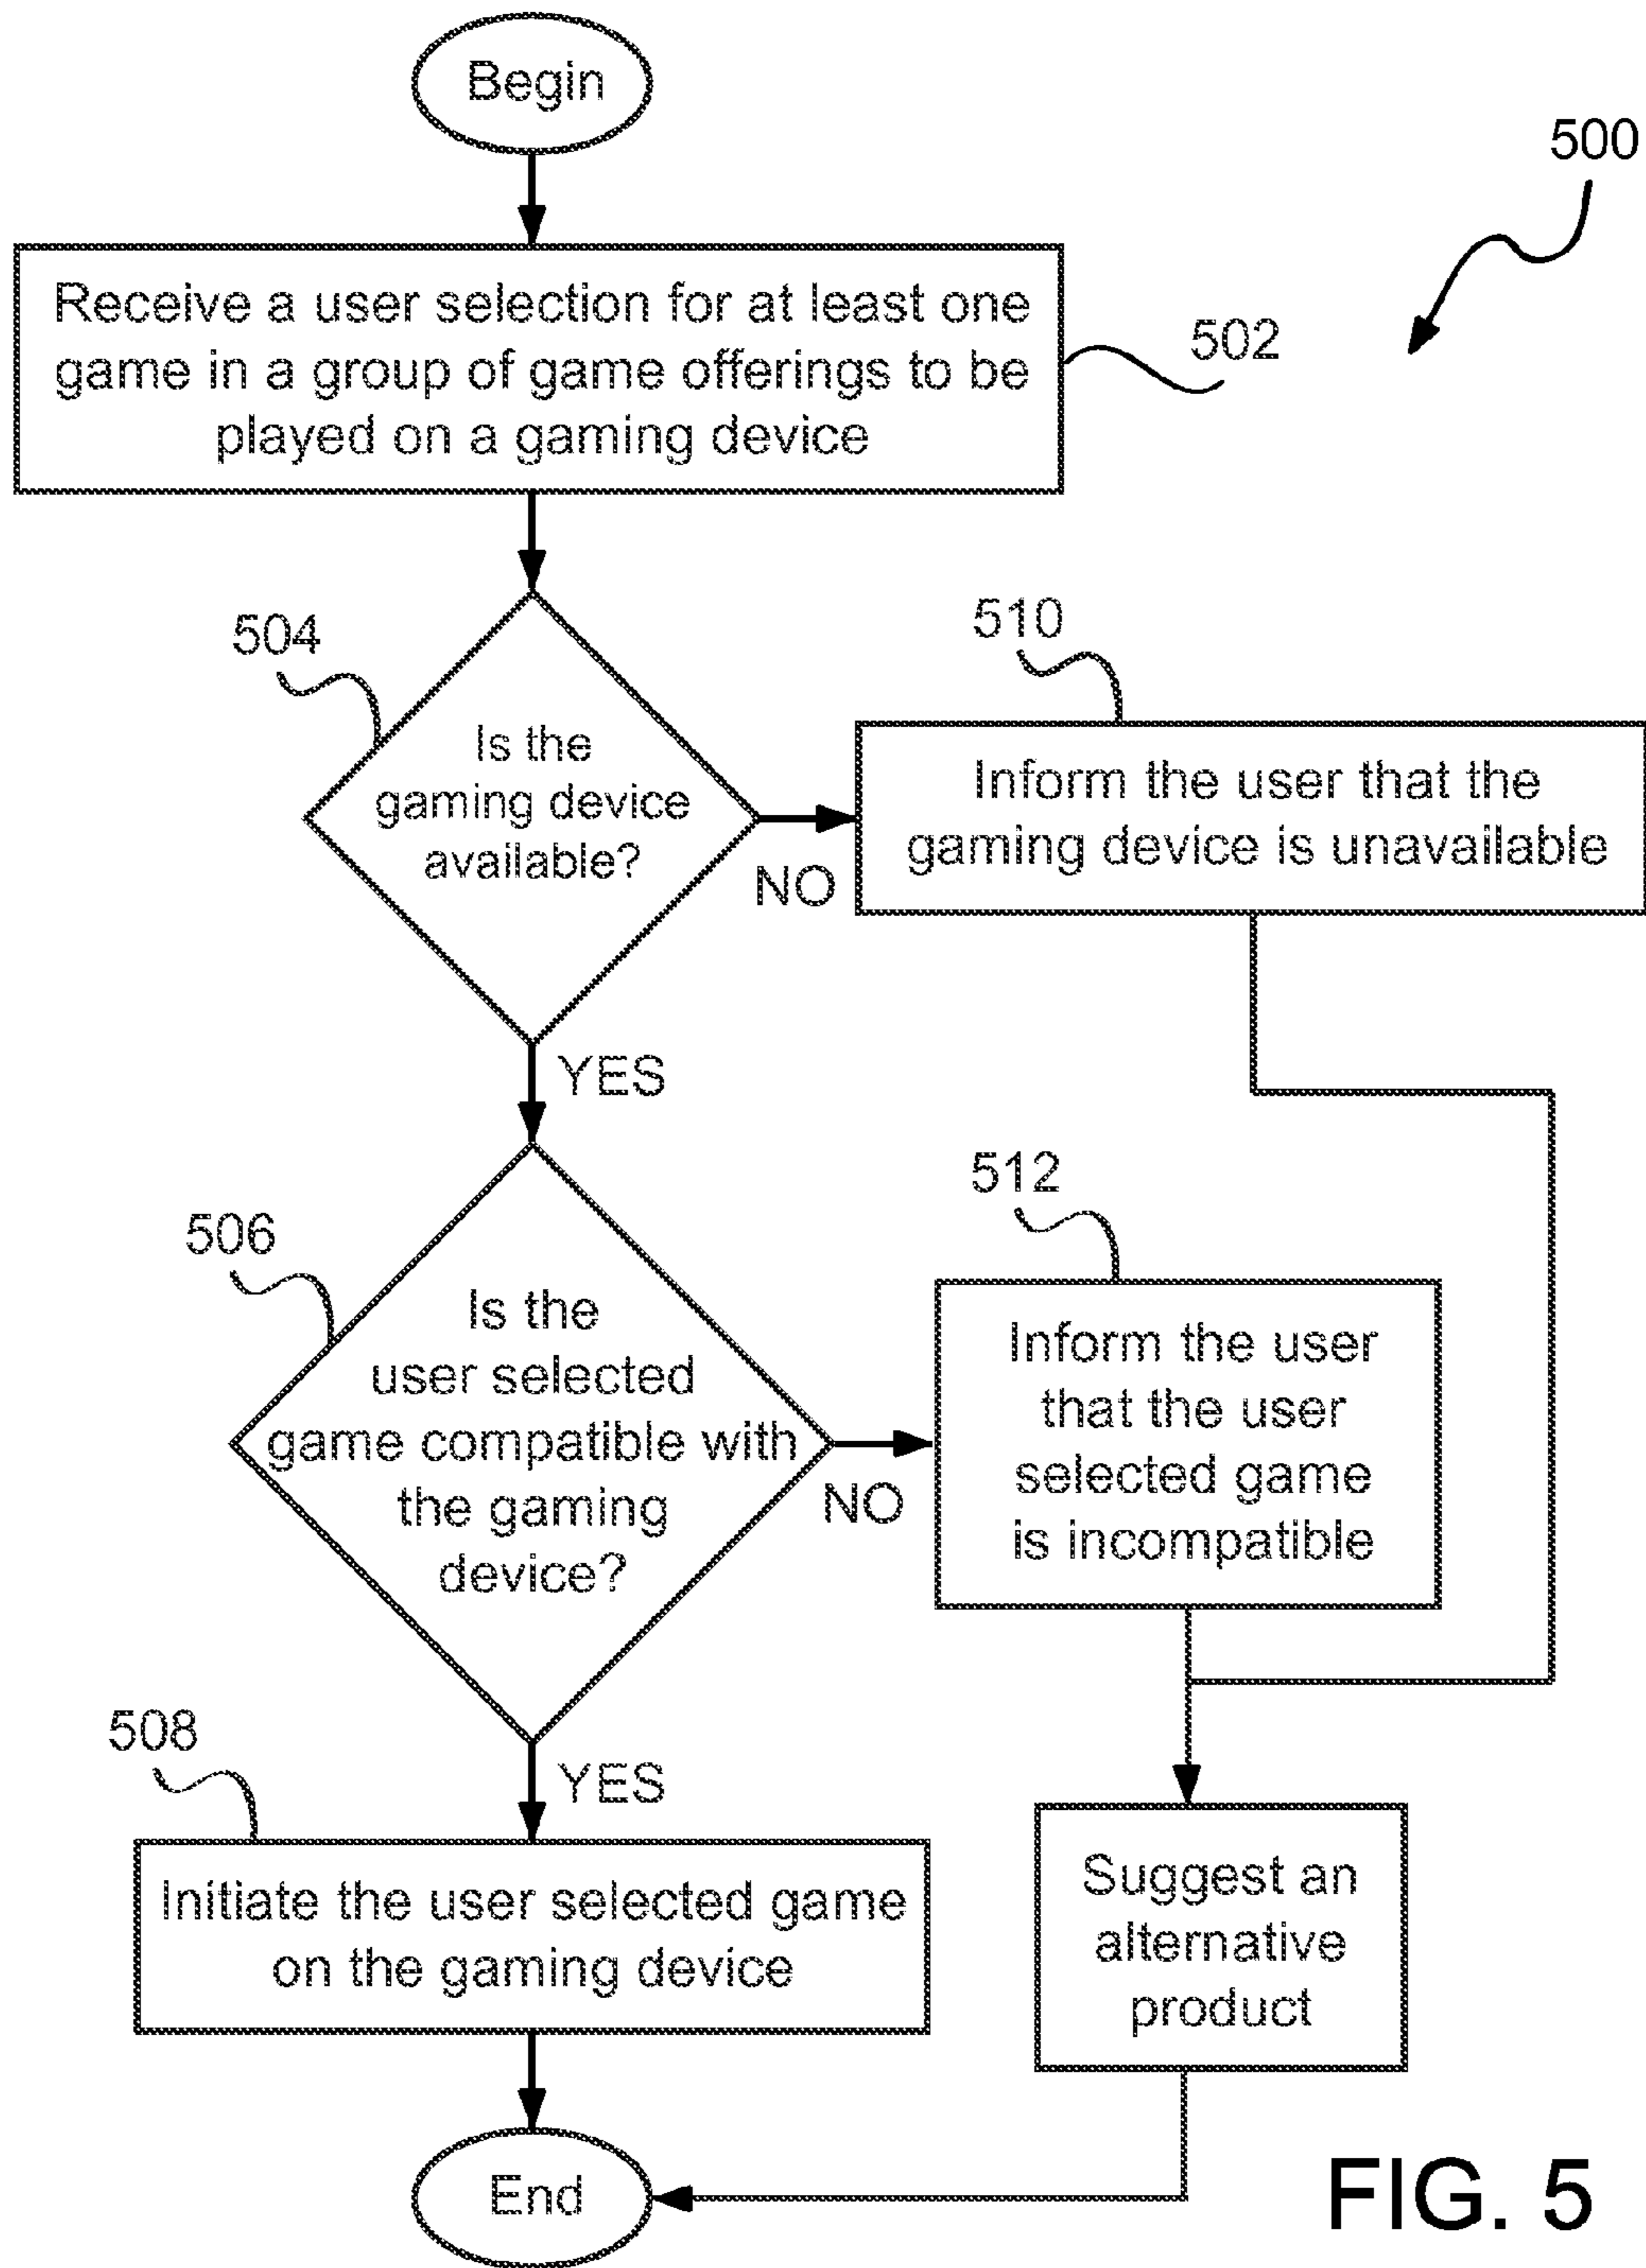 Begin
500
Receive a user selection for at least one
game in a group of game offerings to be
played on a gaming device
502
504
Is the
gaming device
available?
NO
510
Inform the user that the
gaming device is unavailable
YES
506
Is the
user selected
game compatible with
the gaming
device?
NO
512
Inform the user
that the user
selected game
is incompatible
YES
508
Initiate the user selected game
on the gaming device
Suggest an
alternative
product
End
FIG. 5